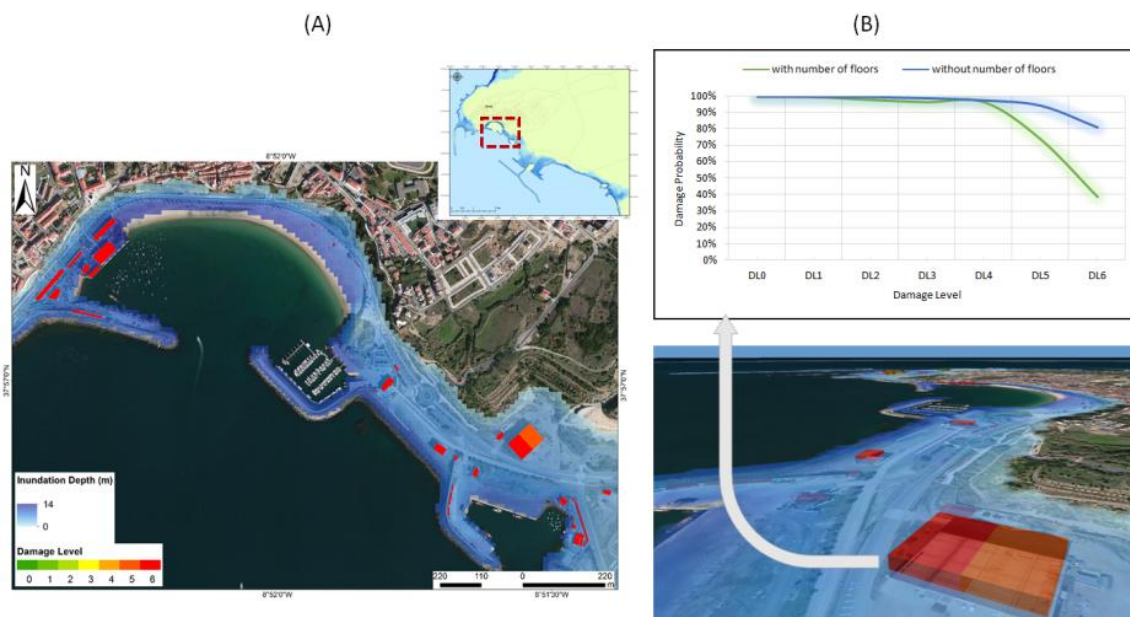 (A)
(B)
8°52'0"W
N
37°57'0"N
37°57'0"N
Inundation Depth (m)
14
0
Damage Level
0 1 2 3 4 5 6
220 110 0 220
m
8°52'0"W
8°51'30"W
with number of floors
without number of floors
Damage Probability
100%
90%
80%
70%
60%
50%
40%
30%
20%
10%
0%
DL0 DL1 DL2 DL3 DL4 DL5 DL6
Damage Level